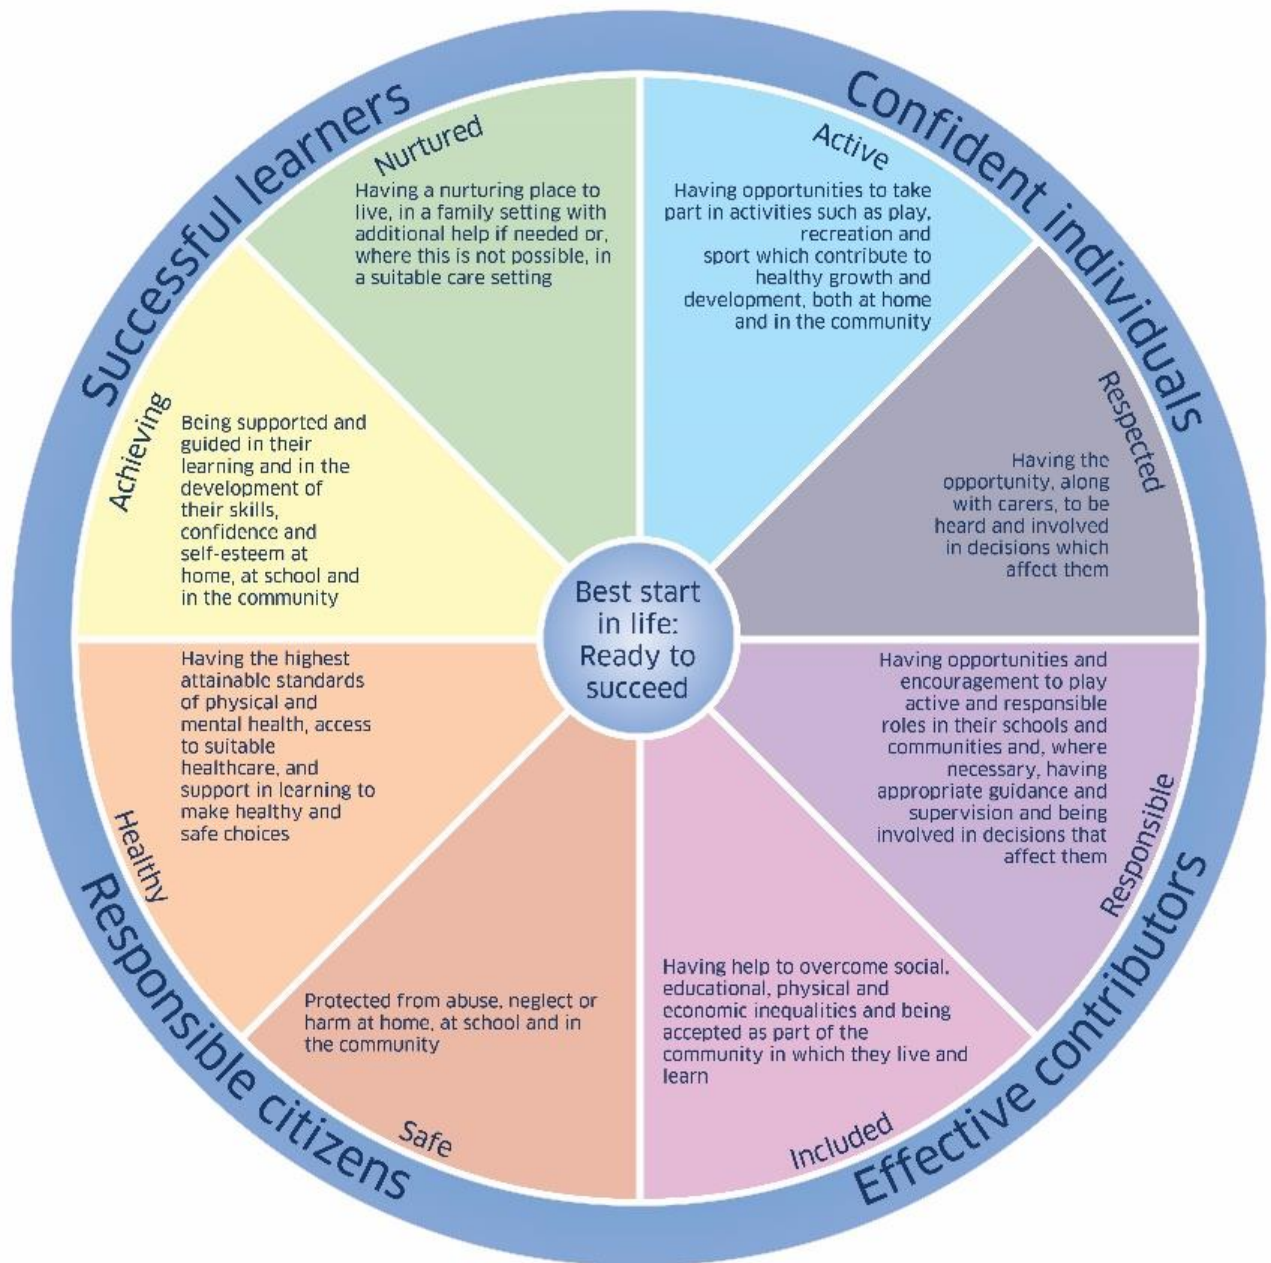 Successful learners
Confident individuals
Nurtured
Having a nurturing place to
live, in a family setting with
additional help if needed or,
where this is not possible, in
a suitable care setting
Active
Having opportunities to take
part in activities such as play,
recreation and
sport which contribute to
healthy growth and
development, both at home
and in the community
Achieving
Being supported and
guided in their
learning and in the
development of
their skills,
confidence and
self-esteem at
home, at school and
in the community
Respected
Having the
opportunity, along
with carers, to be
heard and involved
in decisions which
affect them
Best start
in life:
Ready to
succeed
Having the highest
attainable standards
of physical and
mental health, access
to suitable
healthcare, and
support in learning to
make healthy and
safe choices
Healthy
Having opportunities and
encouragement to play
active and responsible
roles in their schools and
communities and, where
necessary, having
appropriate guidance and
supervision and being
involved in decisions that
affect them
Responsible
Protected from abuse, neglect or
harm at home, at school and in
the community
Safe
Having help to overcome social,
educational, physical and
economic inequalities and being
accepted as part of the
community in which they live and
learn
Included
Responsible citizens
Effective contributors